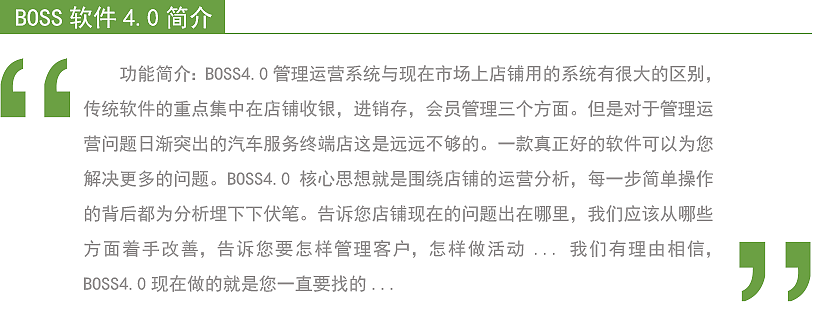 BOSS 软件 4.0 简介
功能简介：BOSS4.0 管理运营系统与现在市场上店铺用的系统有很大的区别，
传统软件的重点集中在店铺收银，进销存，会员管理三个方面。但是对于管理运
营问题日渐突出的汽车服务终端店这是远远不够的。一款真正好的软件可以为您
解决更多的问题。BOSS4.0 核心思想就是围绕店铺的运营分析，每一步简单操作
的背后都为分析埋下下伏笔。告诉您店铺现在的问题出在哪里，我们应该从哪些
方面着手改善，告诉您要怎样管理客户，怎样做活动 ... 我们有理由相信，
BOSS4.0 现在做的就是您一直要找的 ...